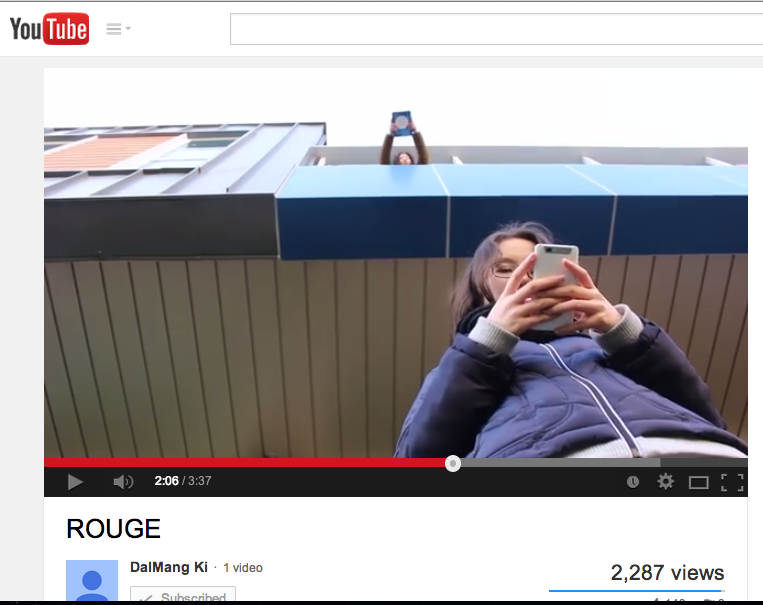 YouTube
2:06 / 3:37
ROUGE
DalMang Ki · 1 video
Subscribed
2,287 views